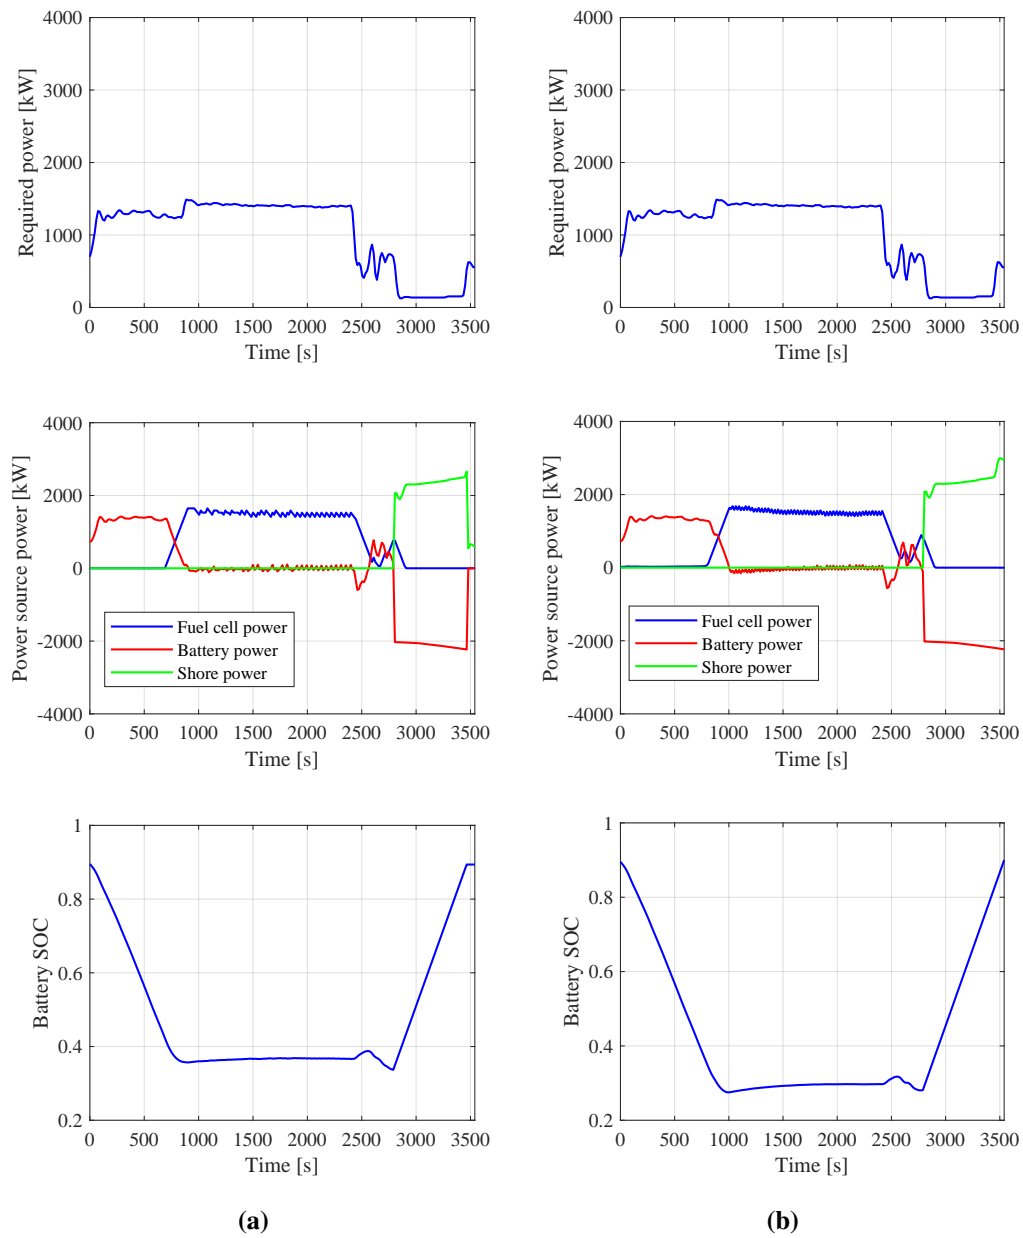 4000
3000
2000
1000
0
Required power [kW]
0 500 1000 1500 2000 2500 3000 3500
Time [s]
4000
3000
2000
1000
0
Required power [kW]
0 500 1000 1500 2000 2500 3000 3500
Time [s]
4000
2000
0
-2000
-4000
Power source power [kW]
Fuel cell power
Battery power
Shore power
0 500 1000 1500 2000 2500 3000 3500
Time [s]
4000
2000
0
-2000
-4000
Power source power [kW]
Fuel cell power
Battery power
Shore power
0 500 1000 1500 2000 2500 3000 3500
Time [s]
1
0.8
0.6
0.4
0.2
Battery SOC
0 500 1000 1500 2000 2500 3000 3500
Time [s]
1
0.8
0.6
0.4
0.2
Battery SOC
0 500 1000 1500 2000 2500 3000 3500
Time [s]
(a)
(b)